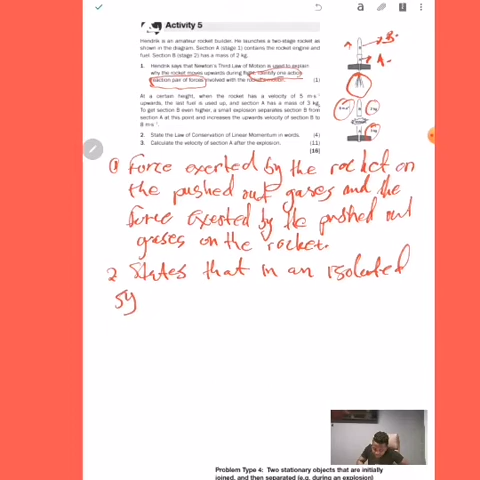 Activity 5
Hendrik is an amateur rocket builder. He launches a two-stage rocket as
shown in the diagram. Section A (stage 1) contains the rocket engine and
fuel. Section B (stage 2) has a mass of 2 kg.
1. Hendrik says that Newton's Third Law of Motion is used to explain
why the rocket moves upwards during flight. Identify one action
reaction pair of forces involved with the rocket's motion. (1)
At a certain height, when the rocket has a velocity of 5 m·s⁻¹
upwards, the last fuel is used up, and section A has a mass of 3 kg.
To get section B even higher, a small explosion separates section B from
section A at this point and increases the upwards velocity of section B to
8 m·s⁻¹.
2. State the Law of Conservation of Linear Momentum in words. (4)
3. Calculate the velocity of section A after the explosion. (11)
[16]
B
A
① Force exerted by the rocket on
the pushed out gases and the
force exerted by the pushed out
gases on the rocket.
2 States that in an isolated
sy
Problem Type 4: Two stationary objects that are initially
joined, and then separated (e.g. during an explosion)